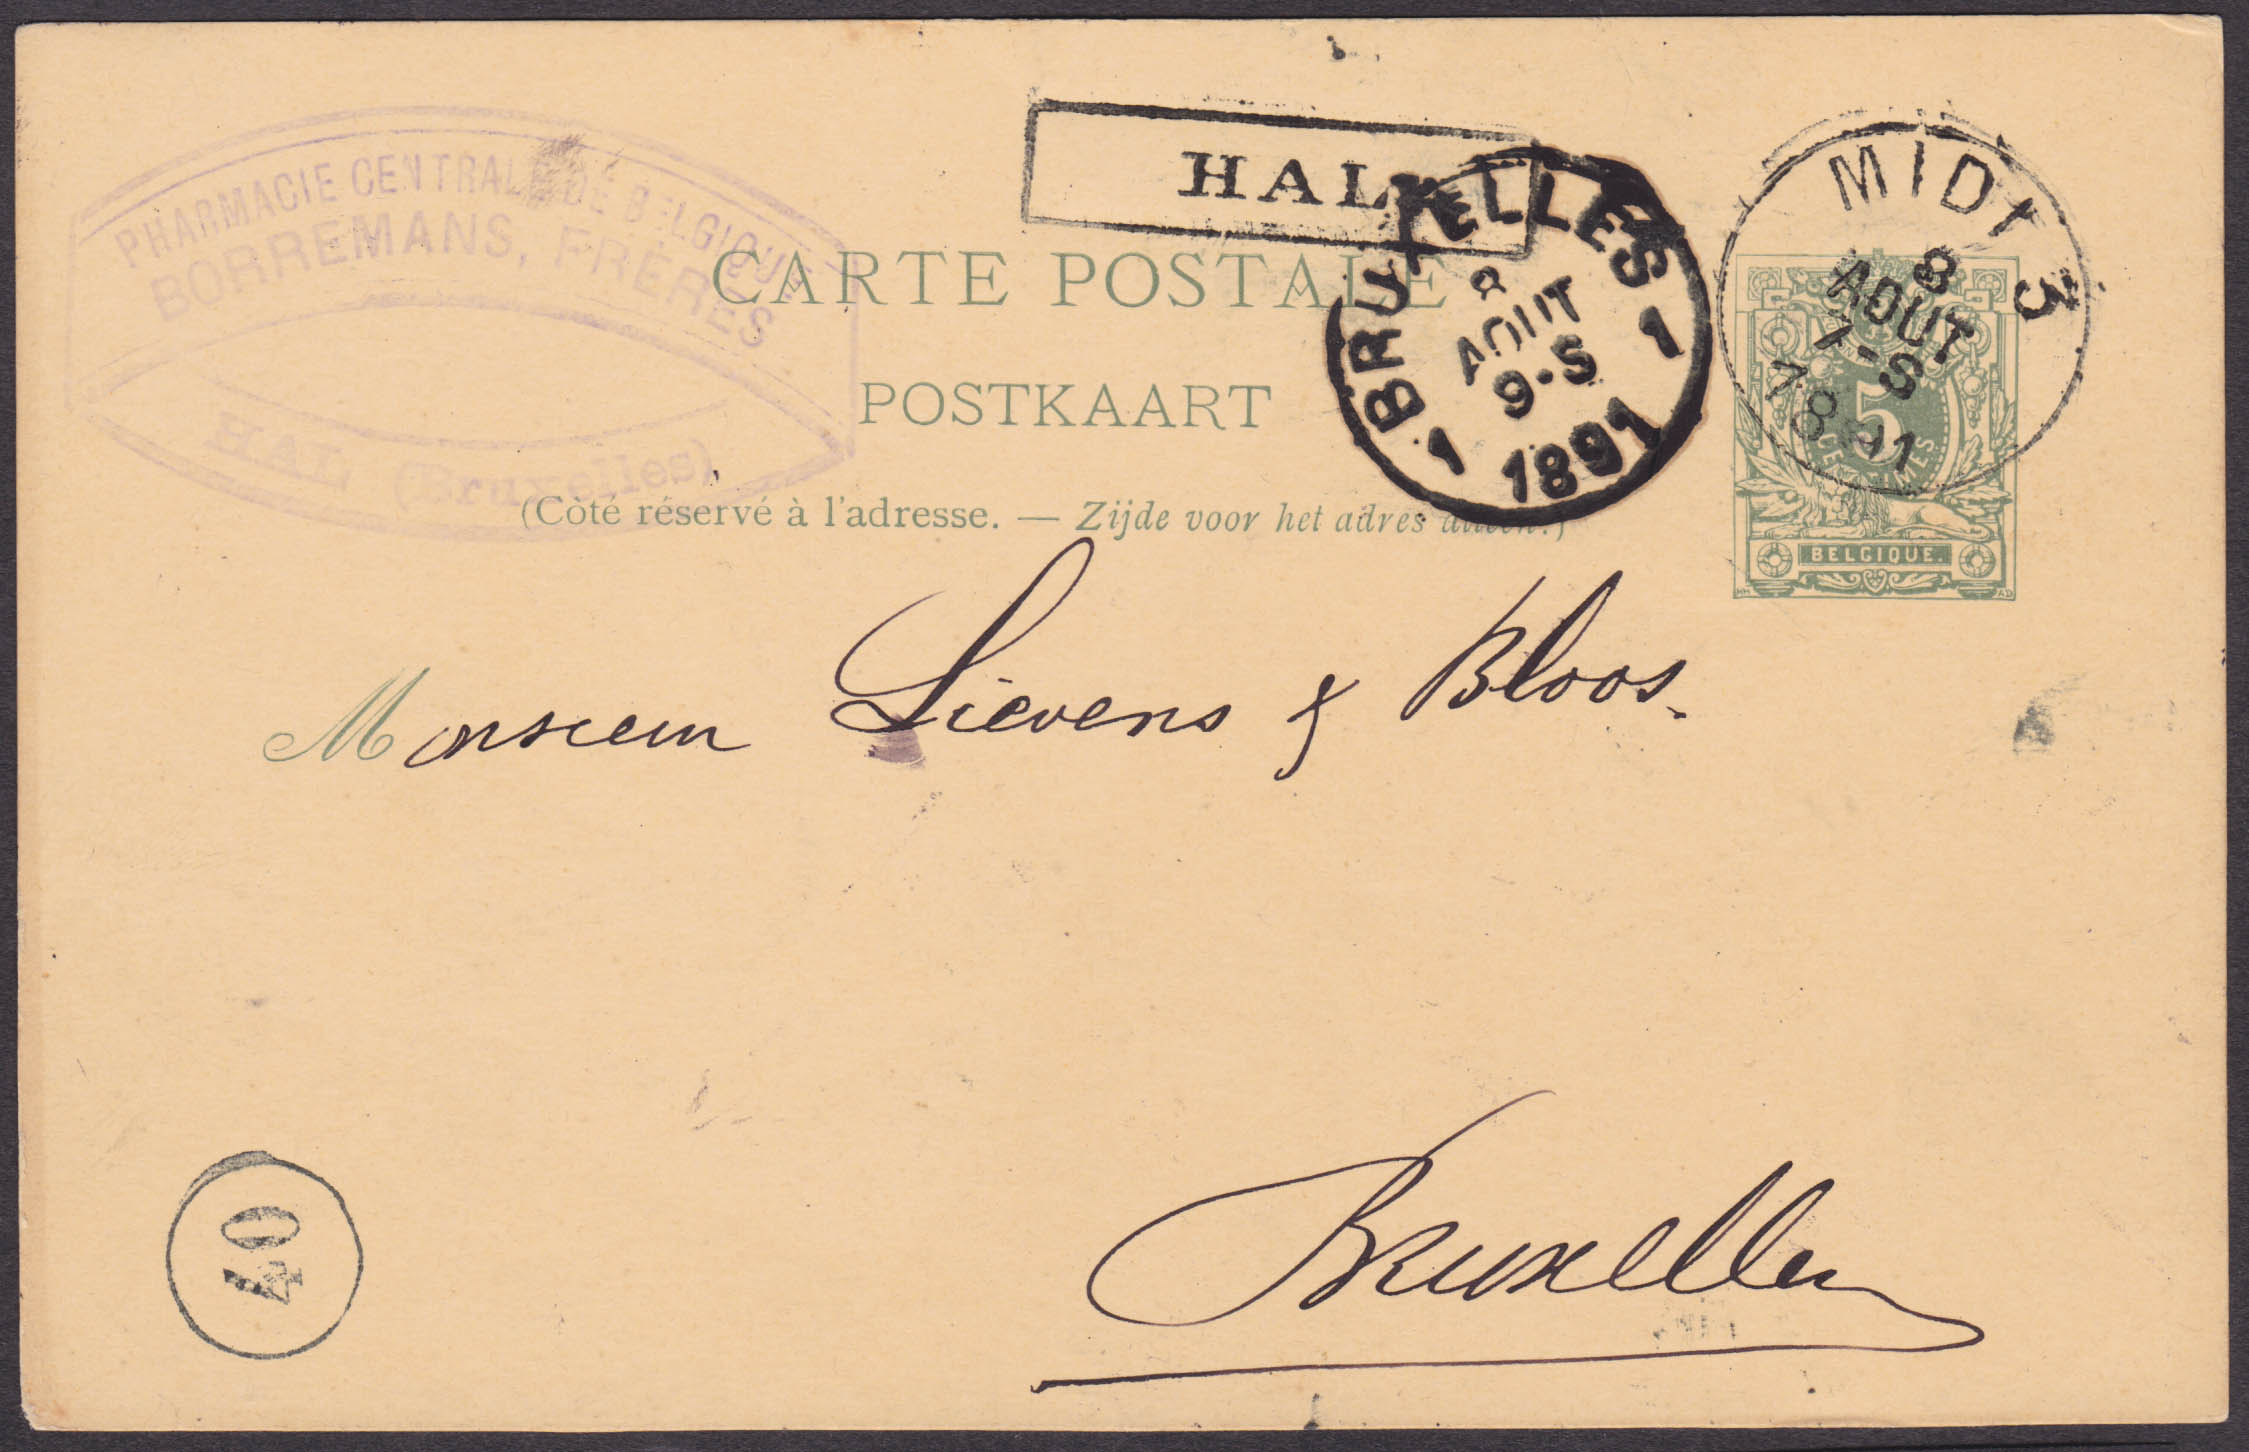 PHARMACIE CENTRALE DE BELGIQUE
BORREMANS, FRÈRES
HAL (Bruxelles)
HAL
CARTE POSTALE
POSTKAART
(Côté réservé à l'adresse. — Zijde voor het adres alleen.)
BRUXELLES
8
AOUT
9-S
1 1891 1
MIDI 3
8
AOUT
7-S
5
CENTIMES
BELGIQUE.
Monsieur Lievens & Bloos.
Bruxelles
40